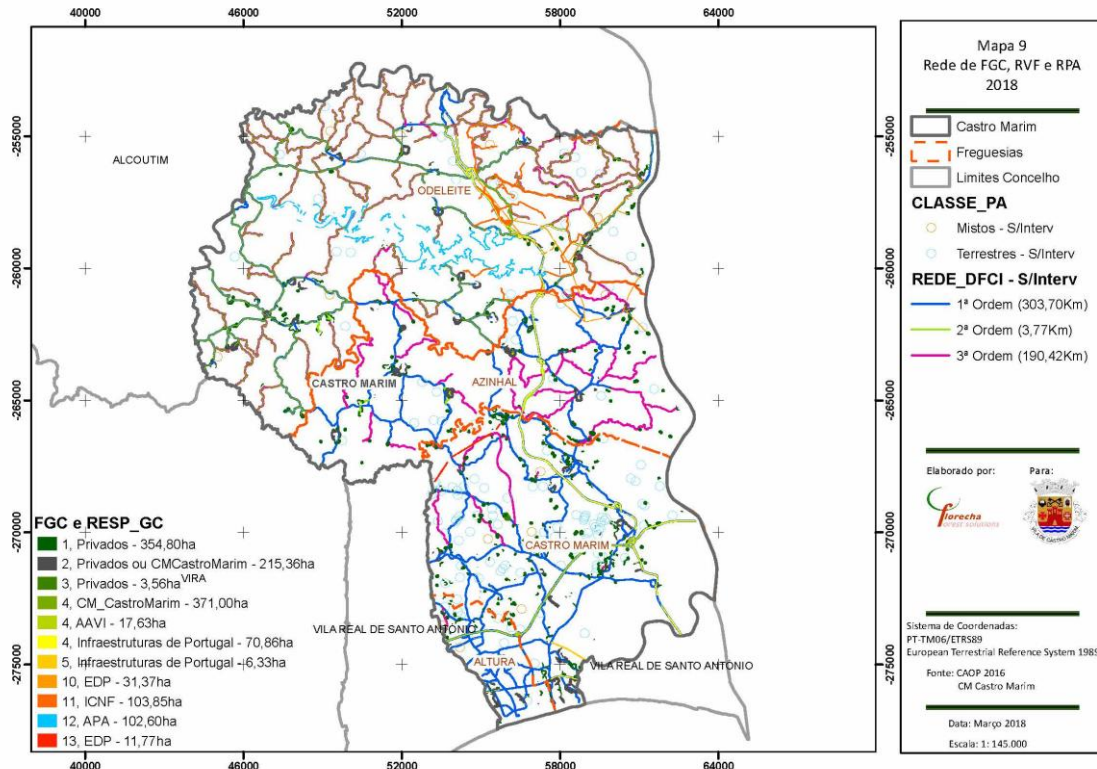 40000 46000 52000 58000 64000
Mapa 9
Rede de FGC, RVF e RPA
2018
Castro Marim
Freguesias
Limites Concelho
CLASSE_PA
Mistos - S/Interv
Terrestres - S/Interv
REDE_DFCI - S/Interv
1ª Ordem (303,70Km)
2ª Ordem (3,77Km)
3ª Ordem (190,42Km)
Elaborado por: Para:
florecha
forest solutions
VILA DE CASTRO MARIM
Sistema de Coordenadas:
PT-TM06/ETRS89
European Terrestrial Reference System 1989
Fonte: CAOP 2016
CM Castro Marim
Data: Março 2018
Escala: 1: 145.000
-255000 -255000
ALCOUTIM
ODELEITE
-260000 -260000
CASTRO MARIM
AZINHAL
-265000 -265000
-270000 -270000
CASTRO MARIM
VILA REAL DE SANTO ANTÓNIO
ALTURA
VILA REAL DE SANTO ANTÓNIO
-275000 -275000
FGC e RESP_GC
1, Privados - 354,80ha
2, Privados ou CMCastroMarim - 215,36ha
3, Privados - 3,56ha
VIRA
4, CM_CastroMarim - 371,00ha
4, AAVI - 17,63ha
4, Infraestruturas de Portugal - 70,86ha
5, Infraestruturas de Portugal - 6,33ha
10, EDP - 31,37ha
11, ICNF - 103,85ha
12, APA - 102,60ha
13, EDP - 11,77ha
40000 46000 52000 58000 64000